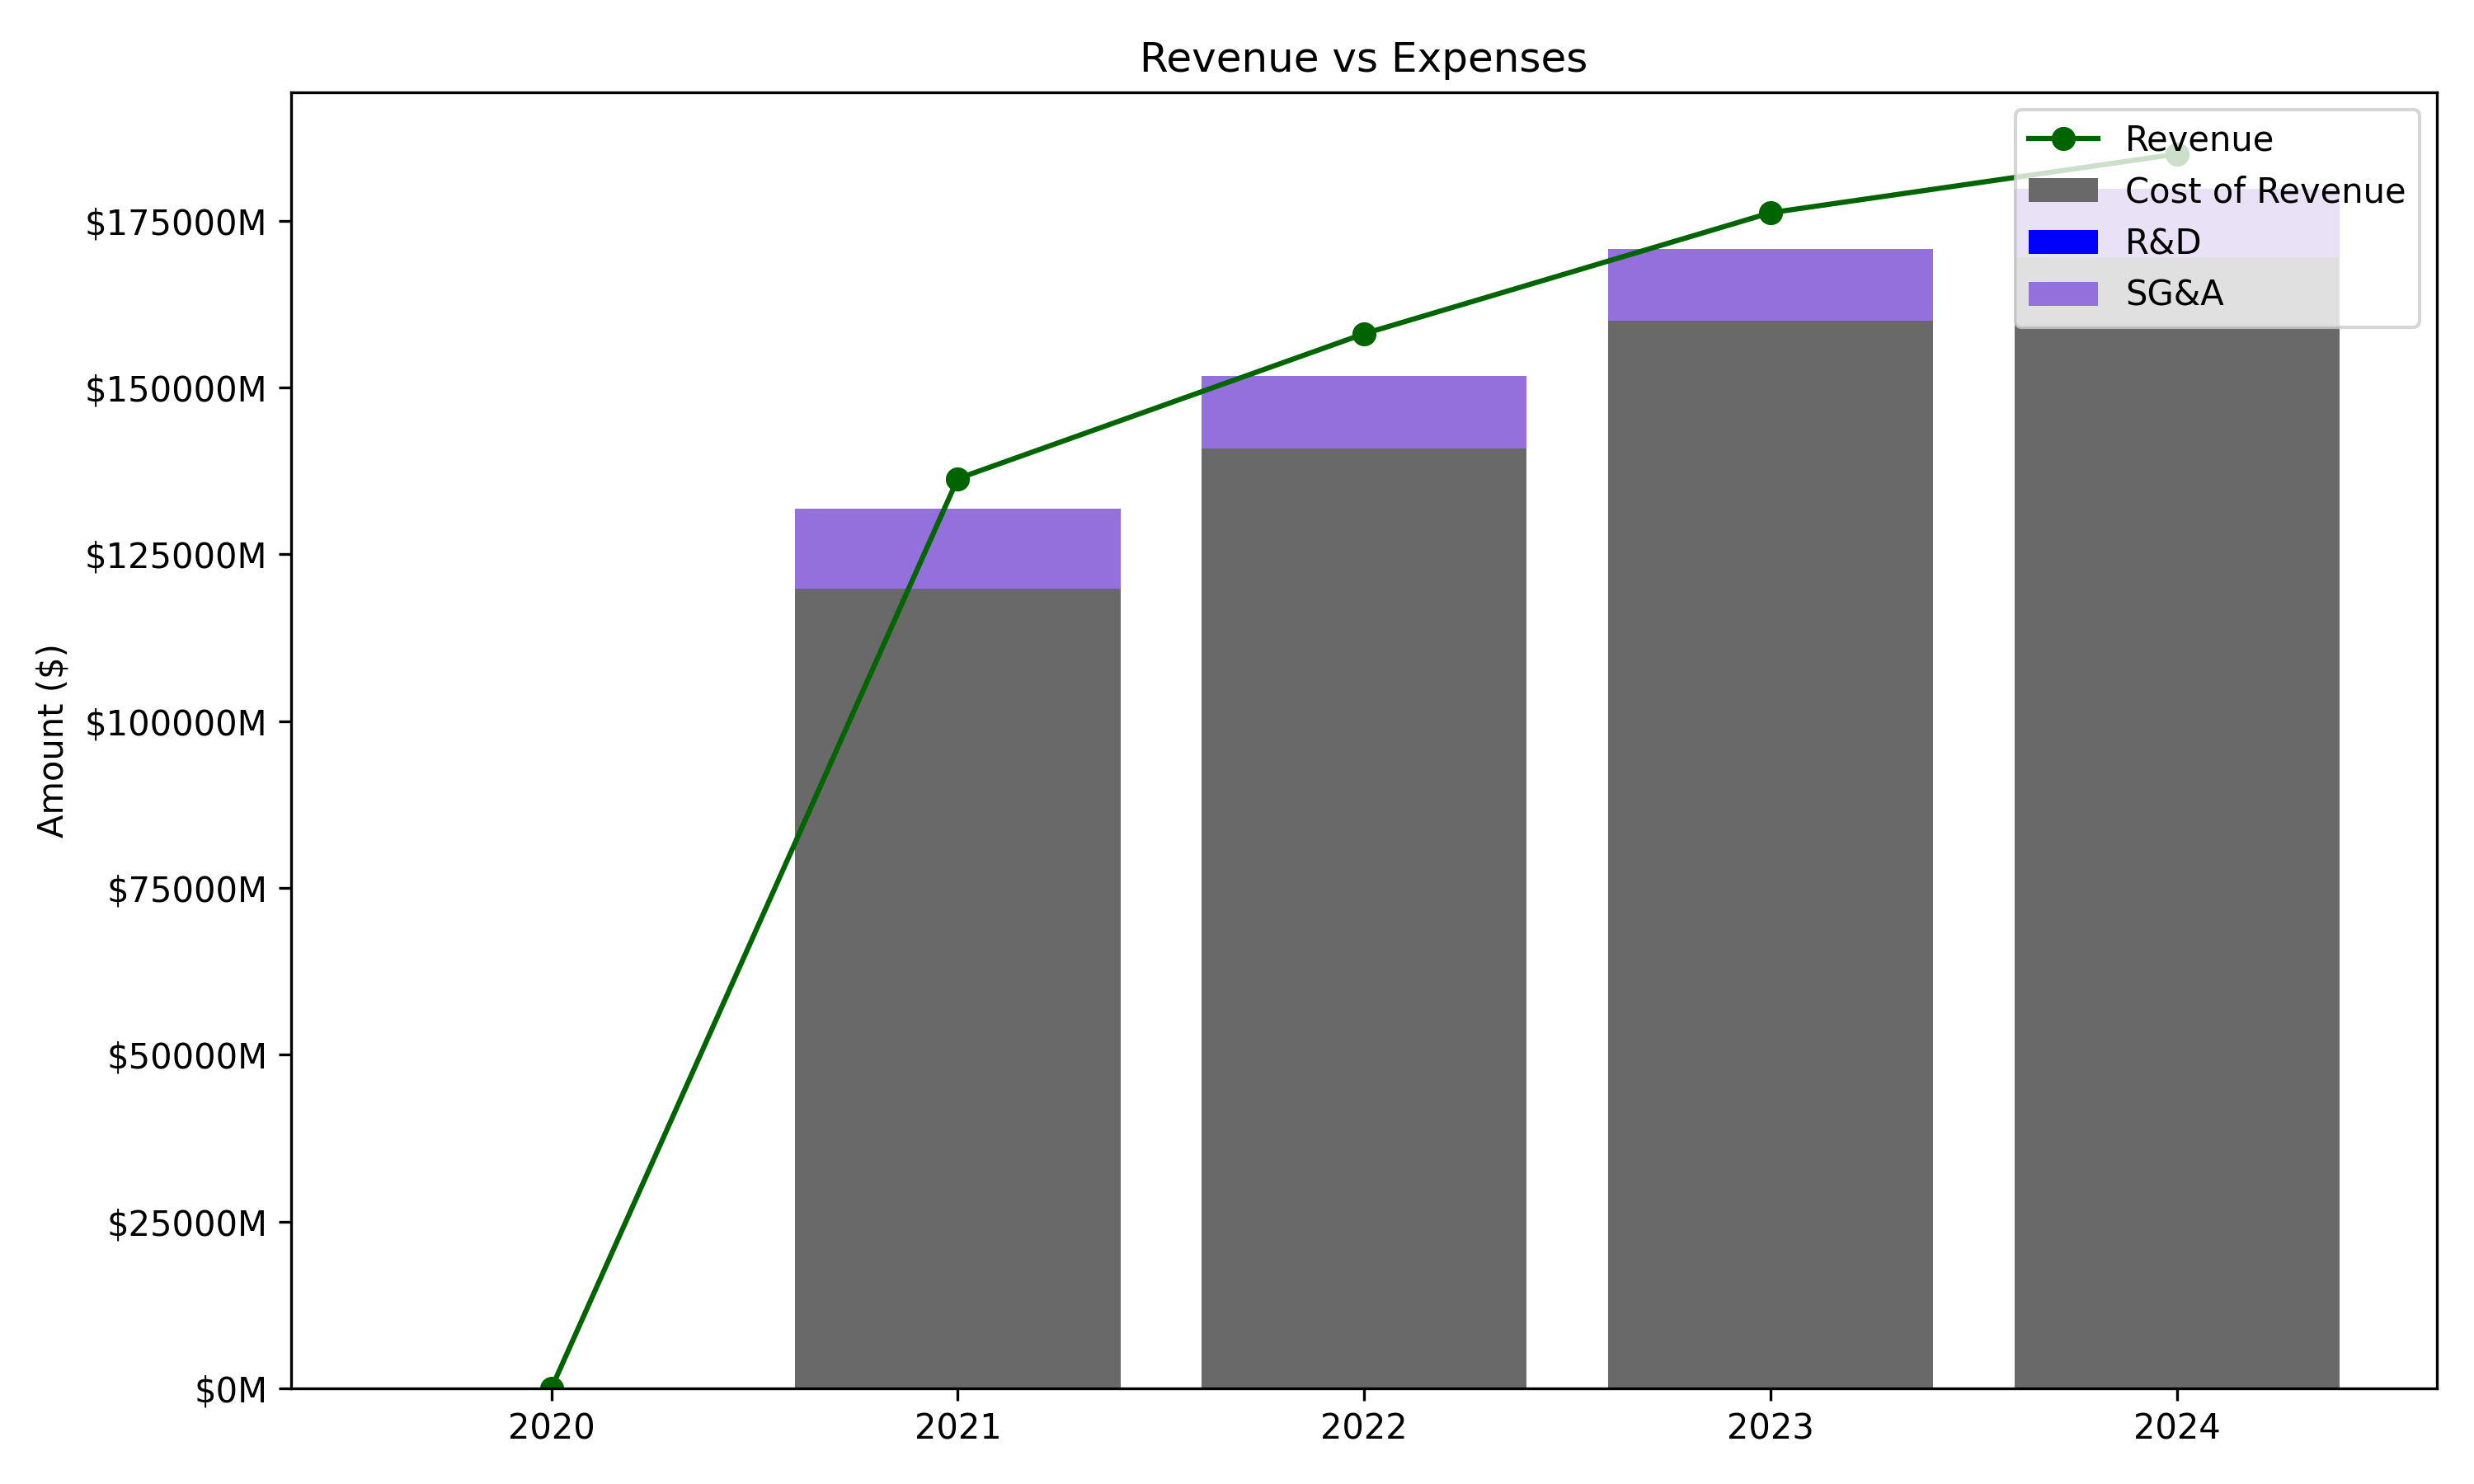 Revenue vs Expenses
Revenue
Cost of Revenue
R&D
SG&A
Amount ($)
$175000M
$150000M
$125000M
$100000M
$75000M
$50000M
$25000M
$0M
2020
2021
2022
2023
2024